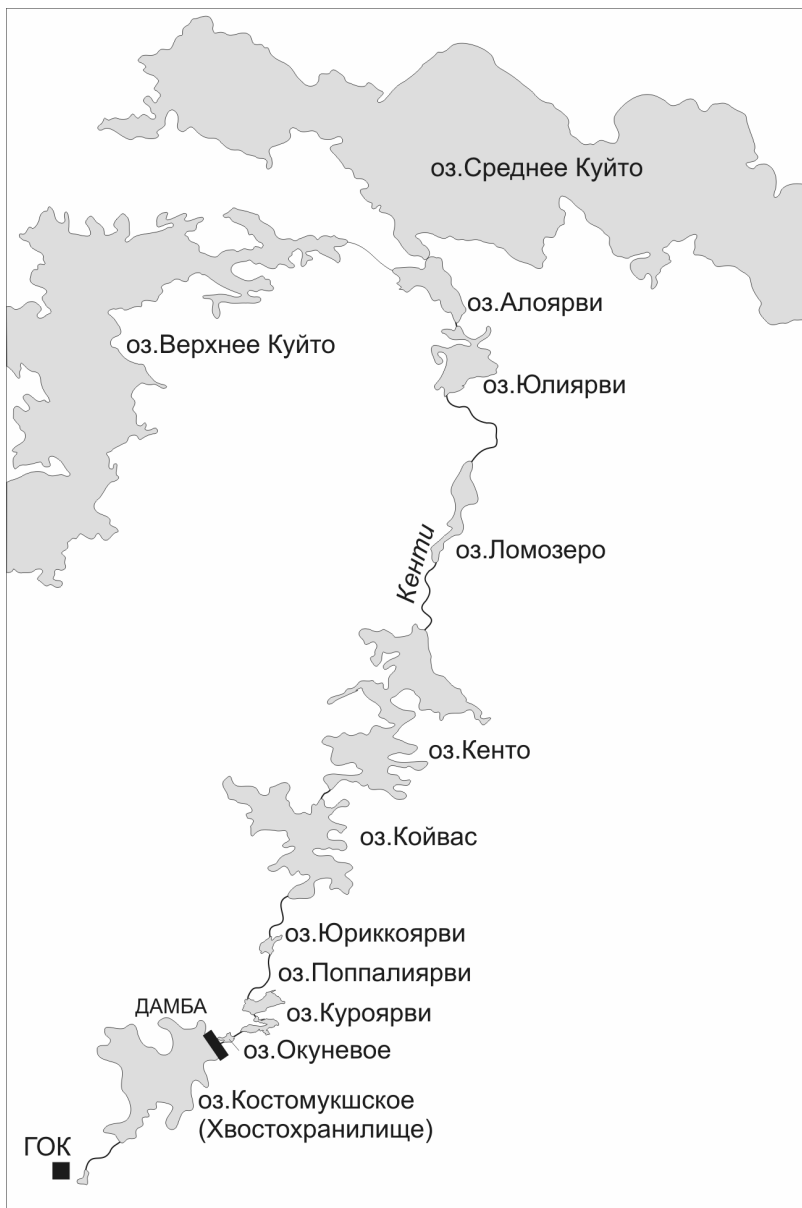 оз.Среднее Куйто
оз.Алоярви
оз.Верхнее Куйто
оз.Юлиярви
Кенти
оз.Ломозеро
оз.Кенто
оз.Койвас
оз.Юриккоярви
оз.Поппалиярви
ДАМБА
оз.Куроярви
оз.Окуневое
оз.Костомукшское
(Хвостохранилище)
ГОК